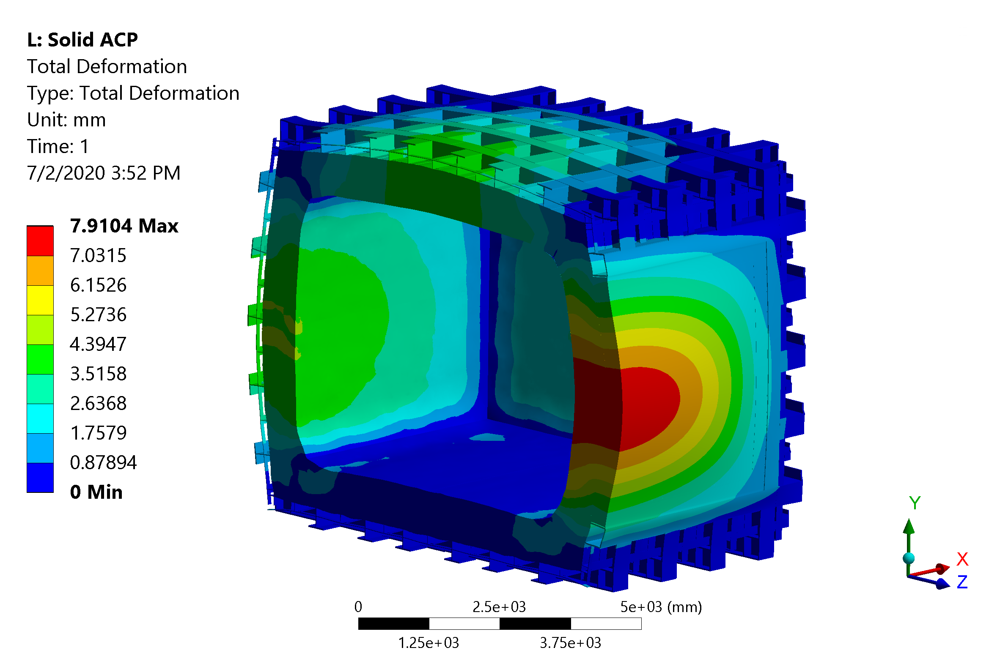 L: Solid ACP
Total Deformation
Type: Total Deformation
Unit: mm
Time: 1
7/2/2020 3:52 PM
7.9104 Max
7.0315
6.1526
5.2736
4.3947
3.5158
2.6368
1.7579
0.87894
0 Min
Y
X
Z
0 2.5e+03 5e+03 (mm)
1.25e+03 3.75e+03